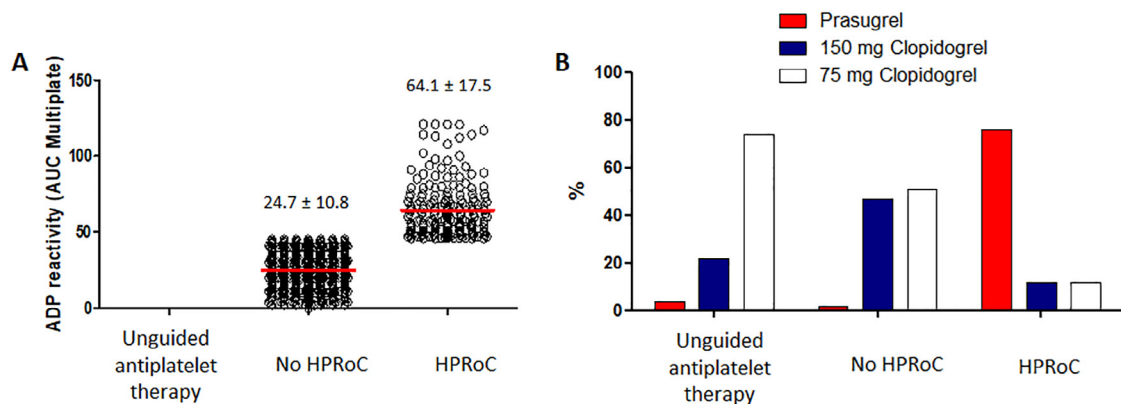 A
ADP reactivity (AUC Multiplate)
150
100
50
0
24.7 ± 10.8
64.1 ± 17.5
Unguided
antiplatelet
therapy
No HPRoC
HPRoC
B
Prasugrel
150 mg Clopidogrel
75 mg Clopidogrel
%
100
80
60
40
20
0
Unguided
antiplatelet
therapy
No HPRoC
HPRoC